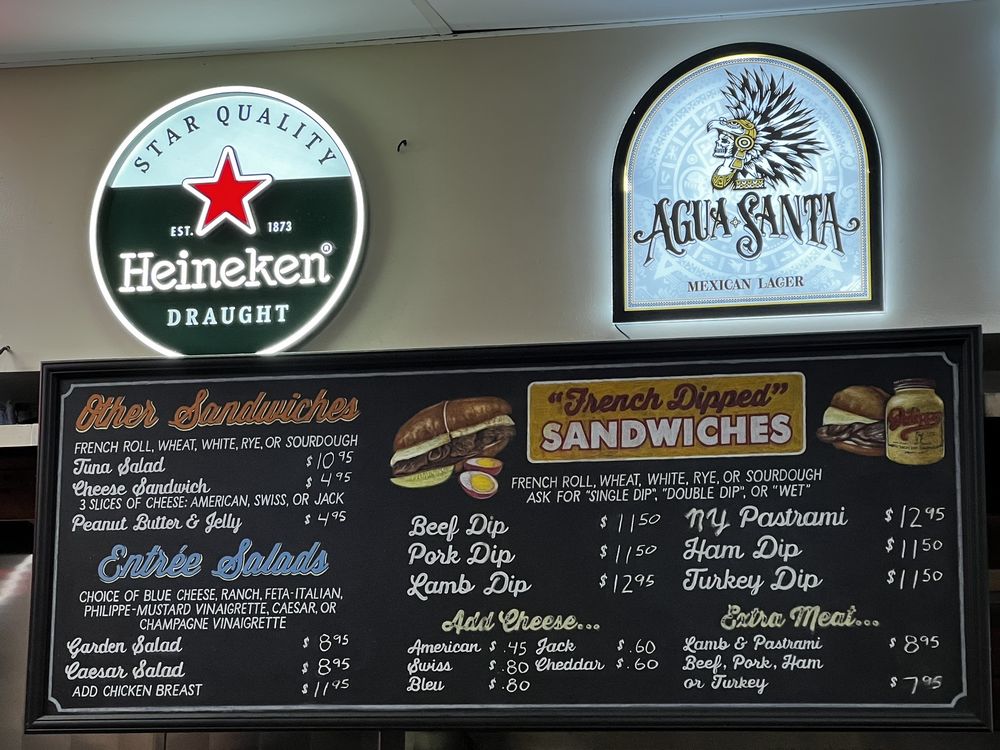 STAR QUALITY
EST. 1873
Heineken®
DRAUGHT
AGUA SANTA
MEXICAN LAGER
Other Sandwiches
FRENCH ROLL, WHEAT, WHITE, RYE, OR SOURDOUGH
Tuna Salad $10.95
Cheese Sandwich $4.95
3 SLICES OF CHEESE: AMERICAN, SWISS, OR JACK
Peanut Butter & Jelly $4.95
Entrée Salads
CHOICE OF BLUE CHEESE, RANCH, FETA-ITALIAN,
PHILIPPE-MUSTARD VINAIGRETTE, CAESAR, OR
CHAMPAGNE VINAIGRETTE
Garden Salad $8.95
Caesar Salad $8.95
ADD CHICKEN BREAST $11.95
"French Dipped"
SANDWICHES
FRENCH ROLL, WHEAT, WHITE, RYE, OR SOURDOUGH
ASK FOR "SINGLE DIP", "DOUBLE DIP", OR "WET"
Beef Dip $11.50
Pork Dip $11.50
Lamb Dip $12.95
NY Pastrami $12.95
Ham Dip $11.50
Turkey Dip $11.50
Add Cheese...
American $.45 Jack $.60
Swiss $.80 Cheddar $.60
Bleu $.80
Extra Meat...
Lamb & Pastrami $8.95
Beef, Pork, Ham
or Turkey $7.95